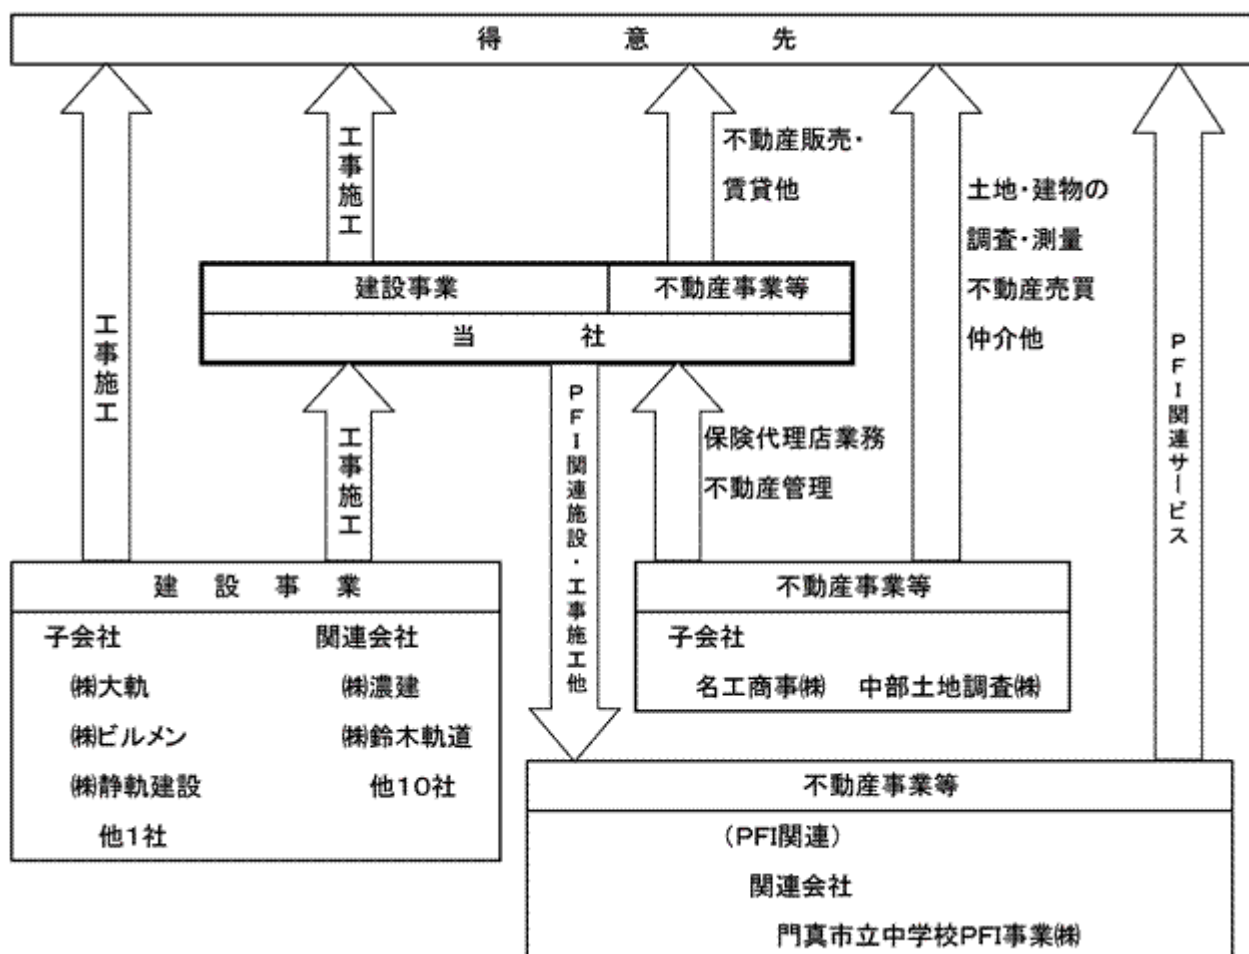 得意先
工事施工
工事施工
不動産販売・
賃貸他
土地・建物の
調査・測量
不動産売買
仲介他
PFI関連サービス
建設事業
不動産事業等
当社
工事施工
PFI関連施設・工事施工他
保険代理店業務
不動産管理
建設事業
子会社
関連会社
㈱大軌
㈱濃建
㈱ビルメン
㈱鈴木軌道
㈱静軌建設
他10社
他1社
不動産事業等
子会社
名工商事㈱ 中部土地調査㈱
不動産事業等
(PFI関連)
関連会社
門真市立中学校PFI事業㈱